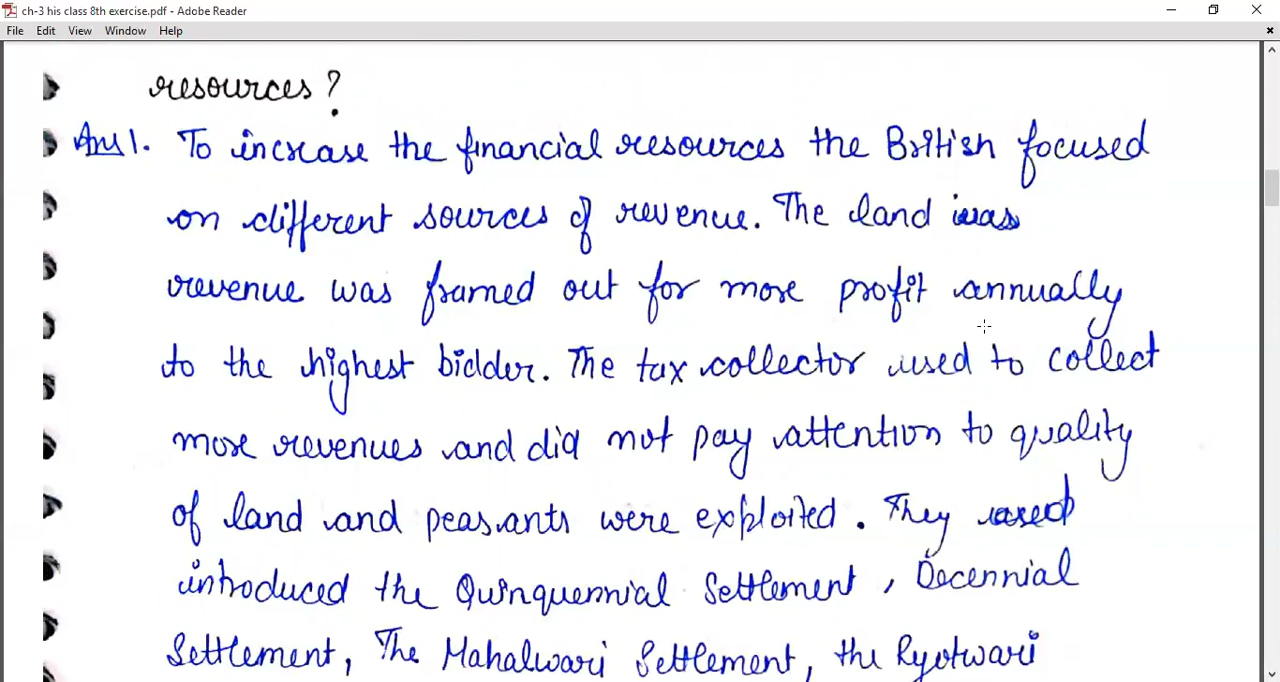 ch-3 his class 8th exercise.pdf - Adobe Reader
File Edit View Window Help
resources?
Ans1. To increase the financial resources the British focused
on different sources of revenue. The land was
revenue was framed out for more profit annually
to the highest bidder. The tax collector used to collect
more revenues and did not pay attention to quality
of land and peasants were exploited. They used
introduced the Quinquennial Settlement, Decennial
Settlement, The Mahalwari Settlement, the Ryotwari